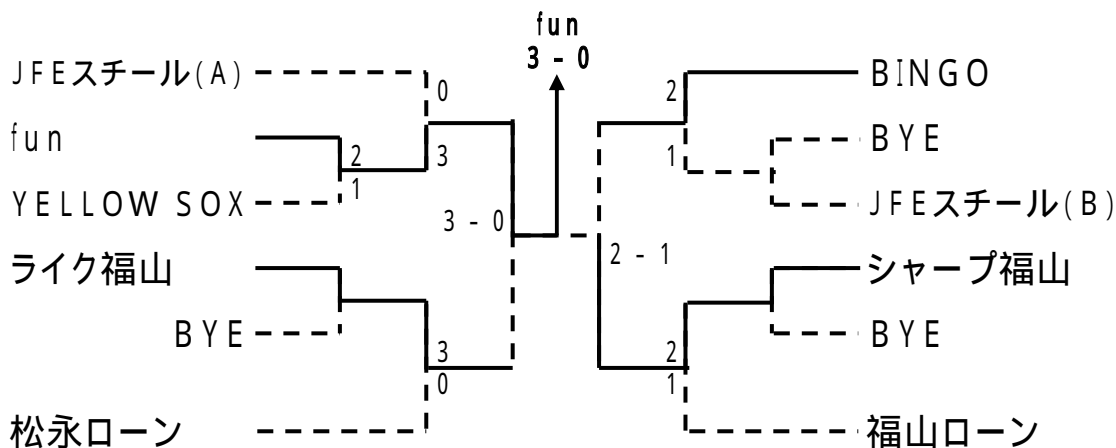 fun
3 - 0
JFEスチール(A)
0
2
BINGO
fun
2
3
1
BYE
1
YELLOW SOX
JFEスチール(B)
3 - 0
2 - 1
ライク福山
シャープ福山
BYE
3
2
BYE
0
1
松永ローン
福山ローン